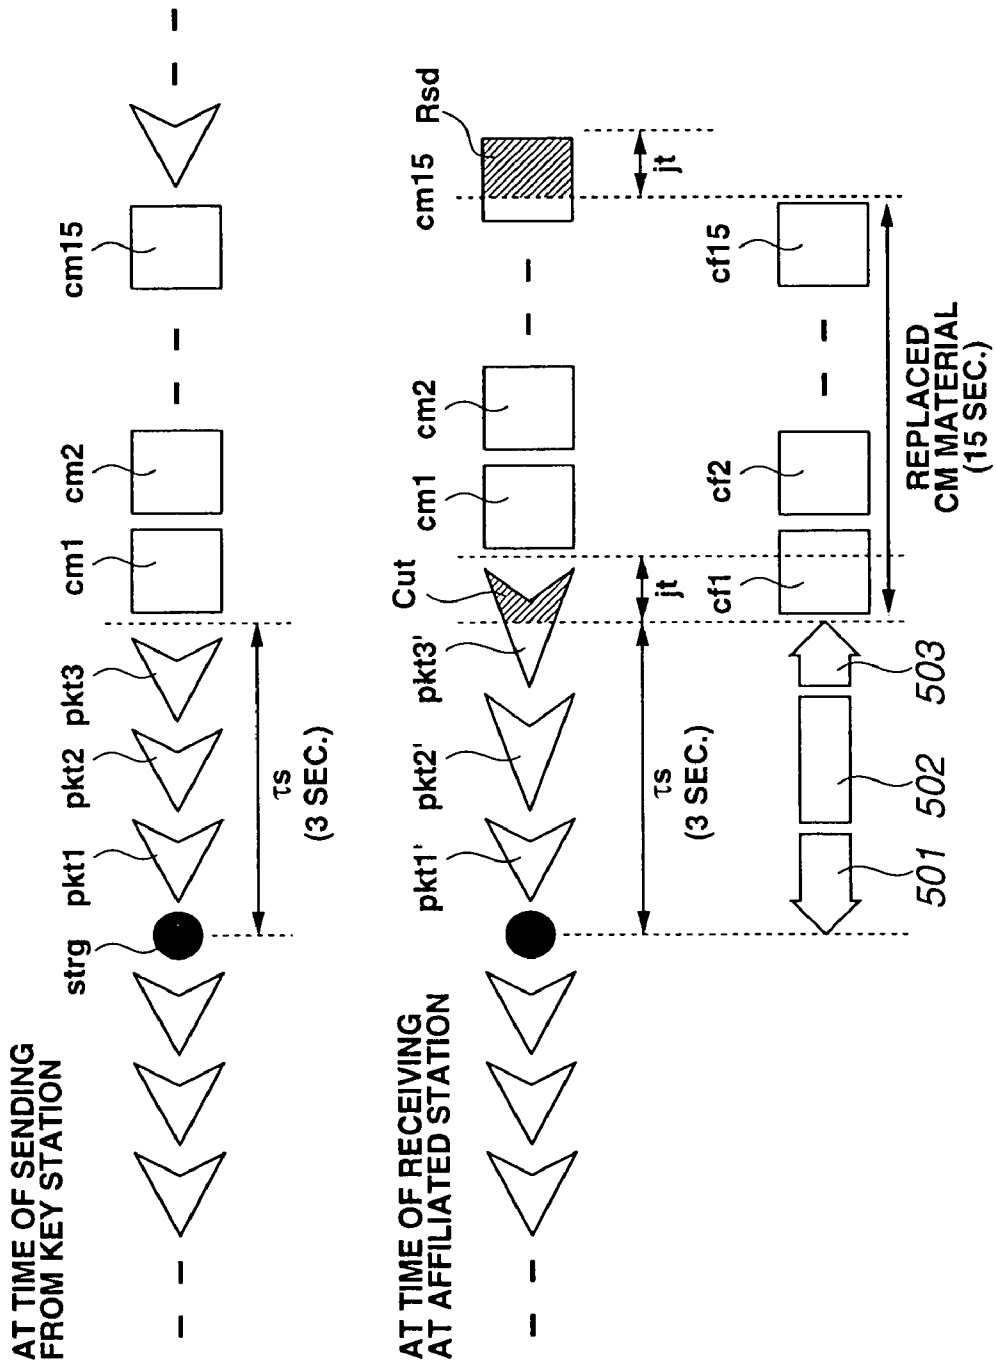 AT TIME OF SENDING
FROM KEY STATION
strg
pkt1
pkt2
pkt3
cm1
cm2
cm15
τs
(3 SEC.)
AT TIME OF RECEIVING
AT AFFILIATED STATION
pkt1'
pkt2'
pkt3'
Cut
cm1
cm2
cm15
Rsd
τs
(3 SEC.)
jt
jt
501
502
503
cf1
cf2
cf15
REPLACED
CM MATERIAL
(15 SEC.)